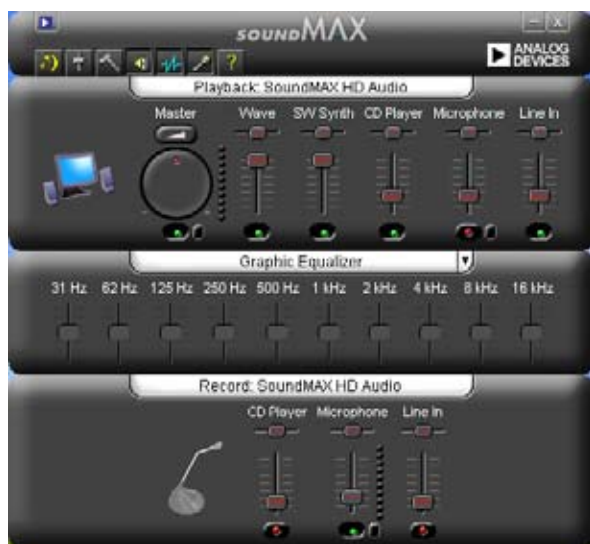 SOUNDMAX
?
ANALOG
DEVICES
Playback: SoundMAX HD Audio
Master Wave SW Synth CD Player Microphone Line In
Graphic Equalizer
31 Hz 62 Hz 125 Hz 250 Hz 500 Hz 1 kHz 2 kHz 4 kHz 8 kHz 16 kHz
Record: SoundMAX HD Audio
CD Player Microphone Line In